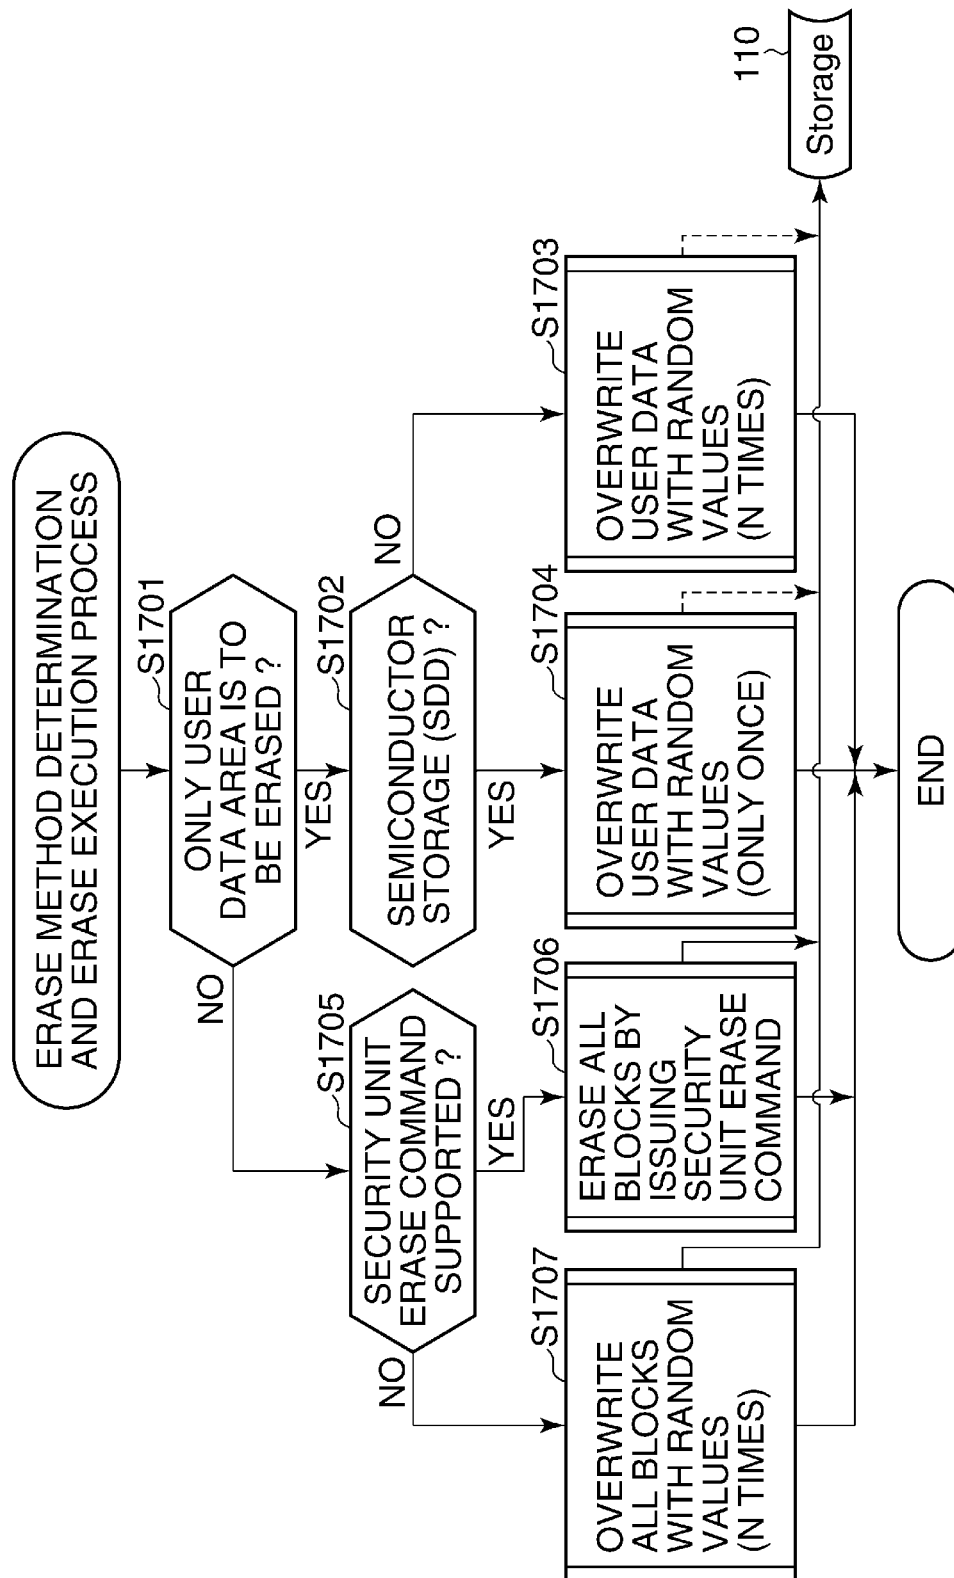 ERASE METHOD DETERMINATION
AND ERASE EXECUTION PROCESS
S1701
ONLY USER
DATA AREA IS TO
BE ERASED ?
NO
YES
S1705
SECURITY UNIT
ERASE COMMAND
SUPPORTED ?
NO
YES
S1702
SEMICONDUCTOR
STORAGE (SDD) ?
YES
NO
S1707
OVERWRITE
ALL BLOCKS
WITH RANDOM
VALUES
(N TIMES)
S1706
ERASE ALL
BLOCKS BY
ISSUING
SECURITY
UNIT ERASE
COMMAND
S1704
OVERWRITE
USER DATA
WITH RANDOM
VALUES
(ONLY ONCE)
S1703
OVERWRITE
USER DATA
WITH RANDOM
VALUES
(N TIMES)
110
Storage
END